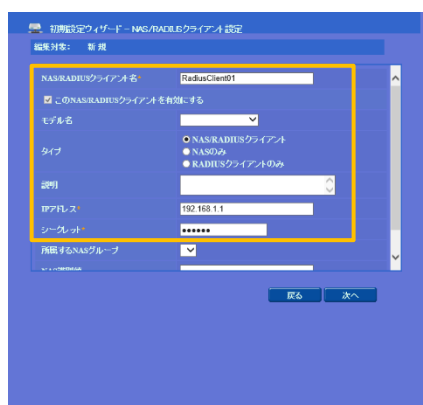 初期設定ウィザード – NAS/RADIUSクライアント設定
編集対象: 新規
NAS/RADIUSクライアント名*
RadiusClient01
このNAS/RADIUSクライアントを有効にする
モデル名
タイプ
NAS/RADIUSクライアント
NASのみ
RADIUSクライアントのみ
説明
IPアドレス*
192.168.1.1
シークレット*
••••••
所属するNASグループ
戻る 次へ